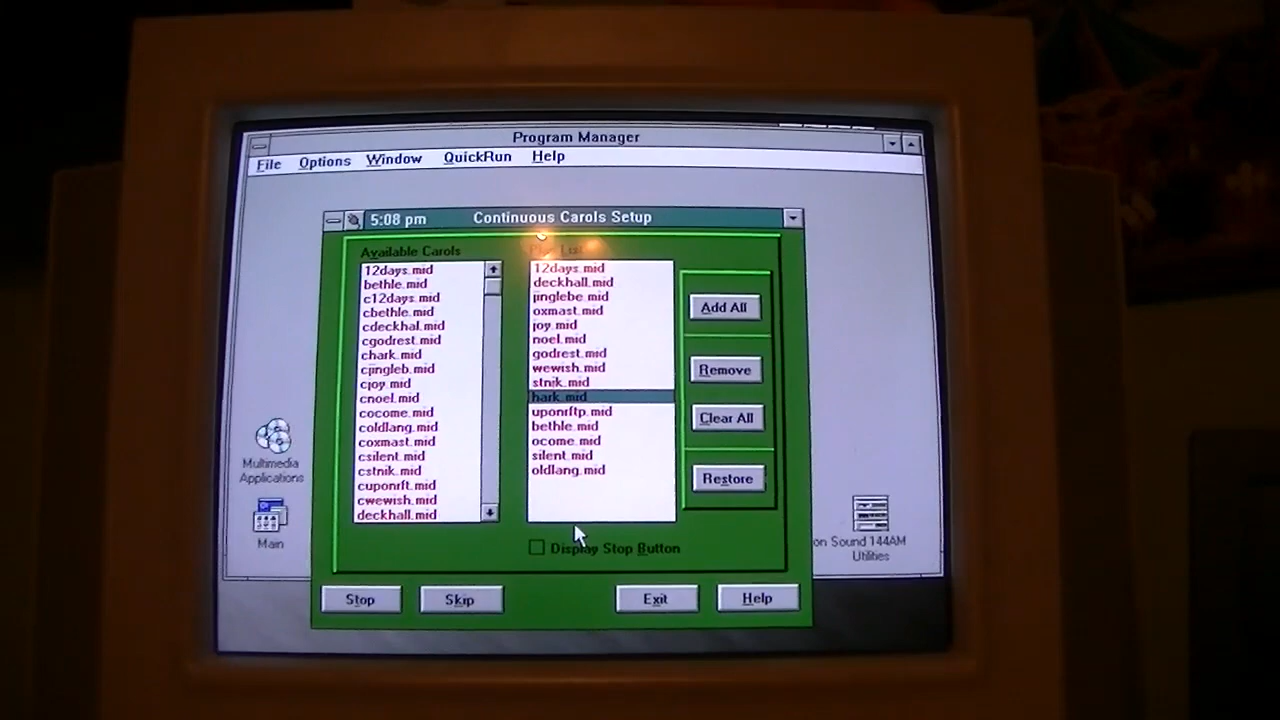 Program Manager
File Options Window QuickRun Help
5:08 pm Continuous Carols Setup
Available Carols
Play List
12days.mid
bethle.mid
c12days.mid
cbethle.mid
cdeckhal.mid
cgodrest.mid
chark.mid
cjingleb.mid
cjoy.mid
cnoel.mid
cocome.mid
coldlang.mid
coxmast.mid
csilent.mid
cstnik.mid
cuponrft.mid
cwewish.mid
deckhall.mid
12days.mid
deckhall.mid
jinglebe.mid
oxmast.mid
joy.mid
noel.mid
godrest.mid
wewish.mid
stnik.mid
hark.mid
uponrftp.mid
bethle.mid
ocome.mid
silent.mid
oldlang.mid
Add All
Remove
Clear All
Restore
Display Stop Button
Stop Skip Exit Help
Multimedia
Applications
Main
on Sound 144AM
Utilities